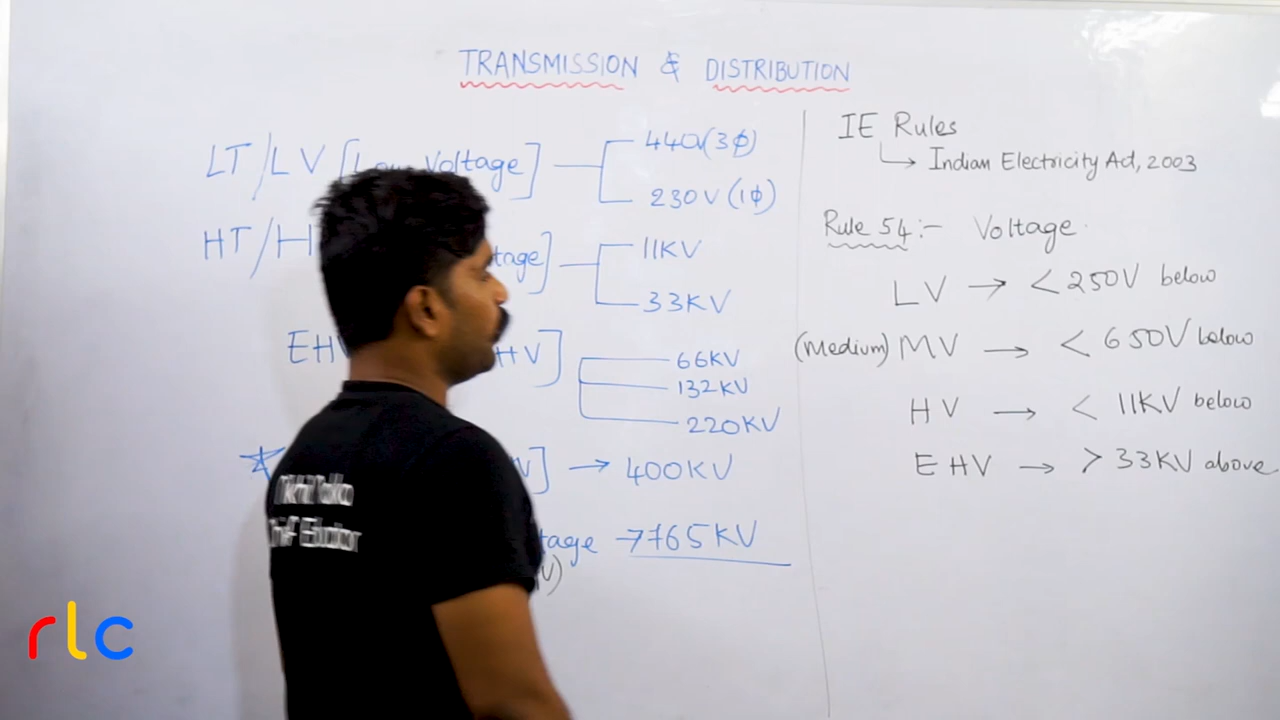 TRANSMISSION & DISTRIBUTION
LT/LV [Low Voltage]
440V(3ϕ)
230V(1ϕ)
HT/H
tage]
11KV
33KV
EHV
HV]
66KV
132KV
220KV
V] → 400KV
tage → 765KV
V)
IE Rules
↳ Indian Electricity Act, 2003
Rule 54:- Voltage
LV → < 250V below
(Medium) MV → < 650V below
HV → < 11KV below
EHV → > 33KV above
rlc